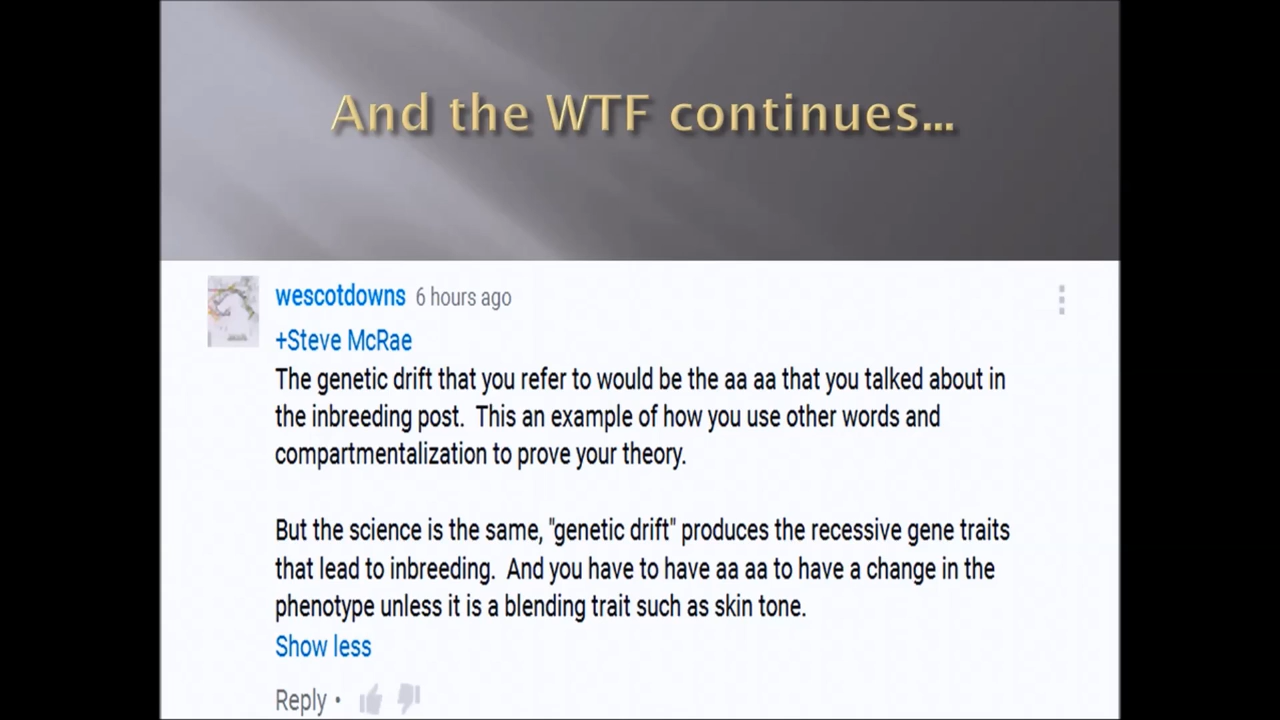 And the WTF continues...
wescotdowns 6 hours ago
+Steve McRae
The genetic drift that you refer to would be the aa aa that you talked about in
the inbreeding post.  This an example of how you use other words and
compartmentalization to prove your theory.
But the science is the same, "genetic drift" produces the recessive gene traits
that lead to inbreeding.  And you have to have aa aa to have a change in the
phenotype unless it is a blending trait such as skin tone.
Show less
Reply •